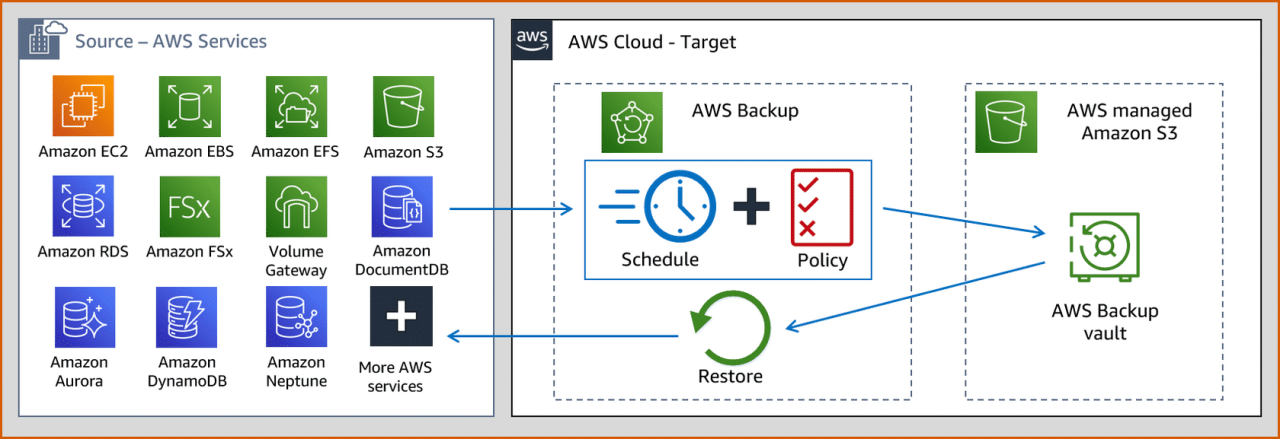 Source – AWS Services
Amazon EC2
Amazon EBS
Amazon EFS
Amazon S3
Amazon RDS
FSx
Amazon FSx
Volume
Gateway
Amazon
DocumentDB
Amazon
Aurora
Amazon
DynamoDB
Amazon
Neptune
More AWS
services
aws
AWS Cloud - Target
AWS Backup
Schedule
Policy
Restore
AWS managed
Amazon S3
AWS Backup
vault